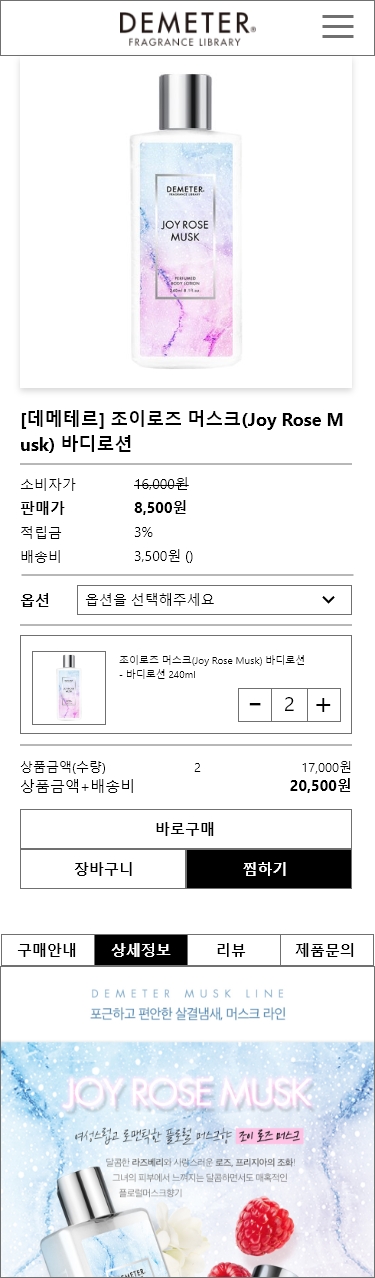 DEMETER®
FRAGRANCE LIBRARY
DEMETER
FRAGRANCE LIBRARY
JOY ROSE
MUSK
PERFUMED
BODY LOTION
240ml 8.1 fl oz
[데메테르] 조이로즈 머스크(Joy Rose M
usk) 바디로션
소비자가 16,000원
판매가 8,500원
적립금 3%
배송비 3,500원 ()
옵션 옵션을 선택해주세요
조이로즈 머스크(Joy Rose Musk) 바디로션
- 바디로션 240ml
- 2 +
상품금액(수량) 2 17,000원
상품금액+배송비 20,500원
바로구매
장바구니 찜하기
구매안내 상세정보 리뷰 제품문의
DEMETER MUSK LINE
포근하고 편안한 살결냄새, 머스크 라인
JOY ROSE MUSK
여성스럽고 로맨틱한 플로럴 머스크향 조이 로즈 머스크
달콤한 라즈베리와 사랑스러운 로즈, 프리지아의 조화!
그녀의 피부에서 느껴지는 달콤하면서도 매혹적인
플로럴머스크향기
DEMETER